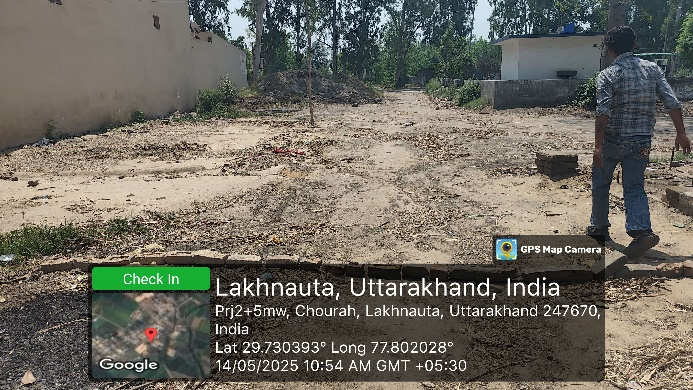 GPS Map Camera
Check In
Lakhnauta, Uttarakhand, India
Prj2+5mw, Chourah, Lakhnauta, Uttarakhand 247670,
India
Lat 29.730393° Long 77.802028°
14/05/2025 10:54 AM GMT +05:30
Google